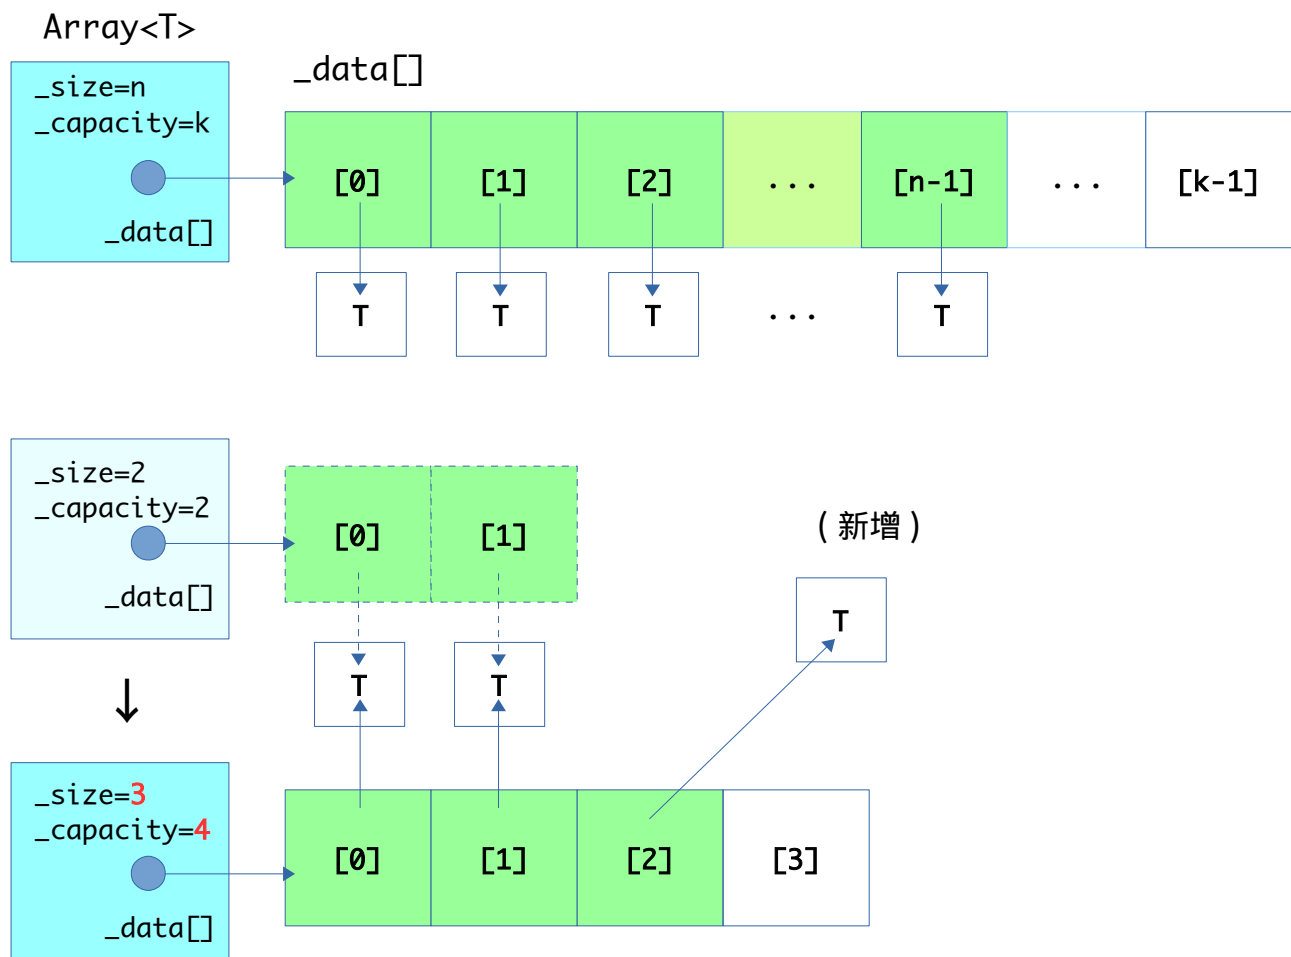 Array<T>
_data[]
_size=n
_capacity=k
_data[]
[0] [1] [2] ... [n-1] ... [k-1]
T T T ... T
_size=2
_capacity=2
_data[]
[0] [1]
(新增)
T
T T
↓
_size=3
_capacity=4
_data[]
[0] [1] [2] [3]